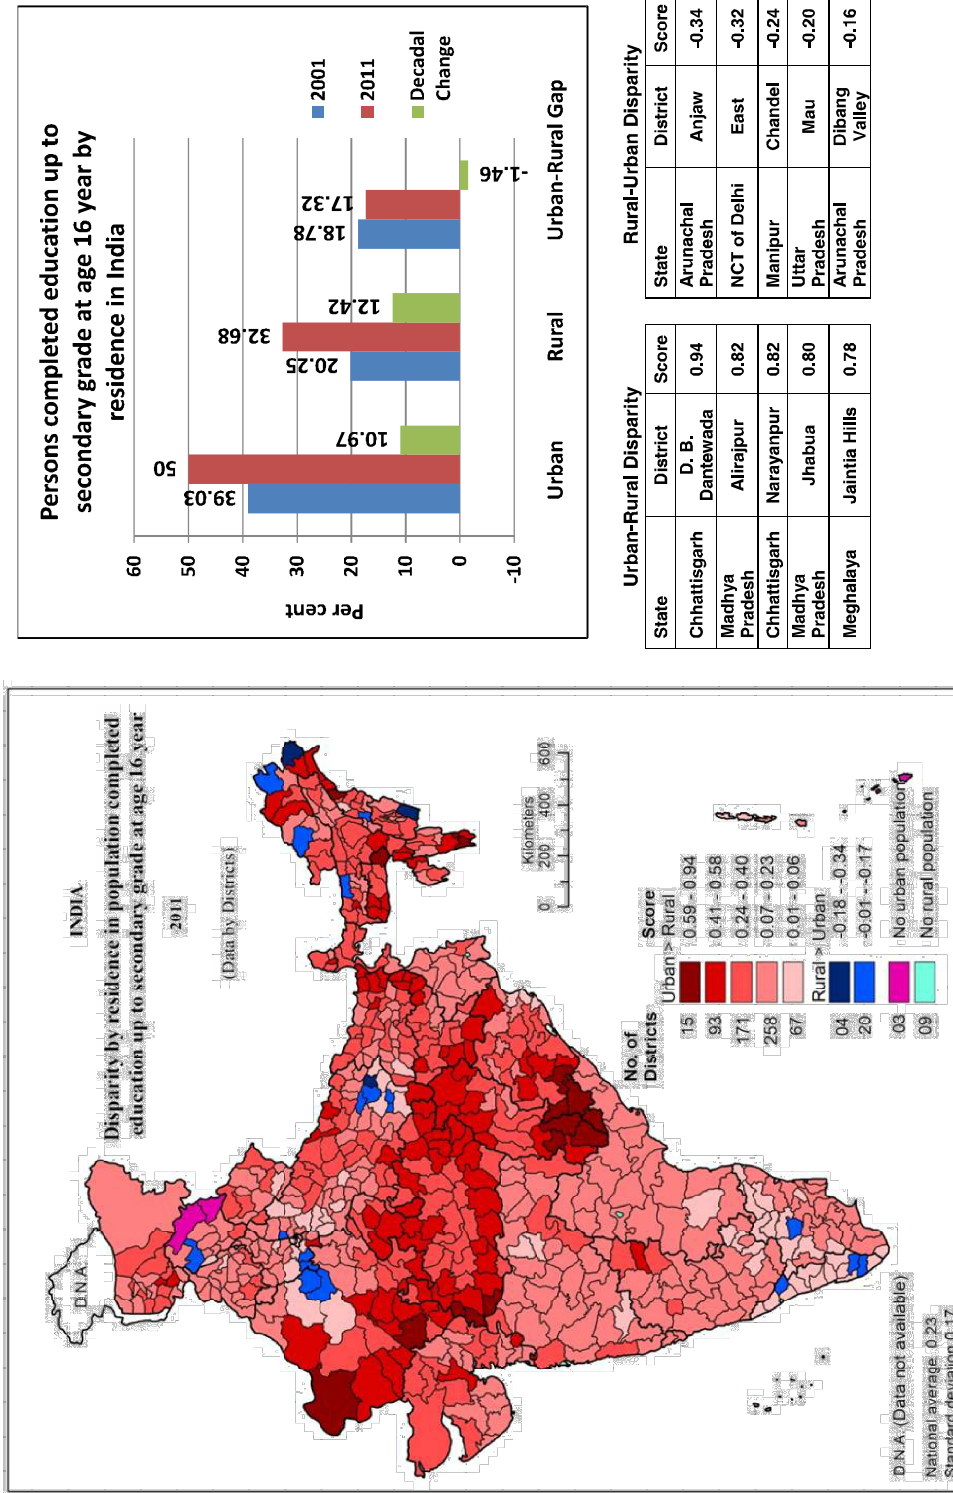 INDIA
Disparity by residence in population completed
education up to secondary grade at age 16 year
2011
(Data by Districts)
D.N.A.
Kilometers
0 200 400 600
No. of
Districts
Score
Urban > Rural
15 0.59 - 0.94
93 0.41 - 0.58
171 0.24 - 0.40
258 0.07 - 0.23
67 0.01 - 0.06
Rural > Urban
04 -0.18 - -0.34
20 -0.01 - -0.17
03 No urban population
09 No rural population
D.N.A. (Data not available)
National average 0.23
Standard deviation 0.17
Persons completed education up to
secondary grade at age 16 year by
residence in India
Per cent
60
50
40
30
20
10
0
-10
39.03
50
10.97
20.25
32.68
12.42
18.78
17.32
-1.46
Urban
Rural
Urban-Rural Gap
2001
2011
Decadal
Change
Urban-Rural Disparity
State District Score
Chhattisgarh D. B. Dantewada 0.94
Madhya Pradesh Alirajpur 0.82
Chhattisgarh Narayanpur 0.82
Madhya Pradesh Jhabua 0.80
Meghalaya Jaintia Hills 0.78
Rural-Urban Disparity
State District Score
Arunachal Pradesh Anjaw -0.34
NCT of Delhi East -0.32
Manipur Chandel -0.24
Uttar Pradesh Mau -0.20
Arunachal Pradesh Dibang Valley -0.16